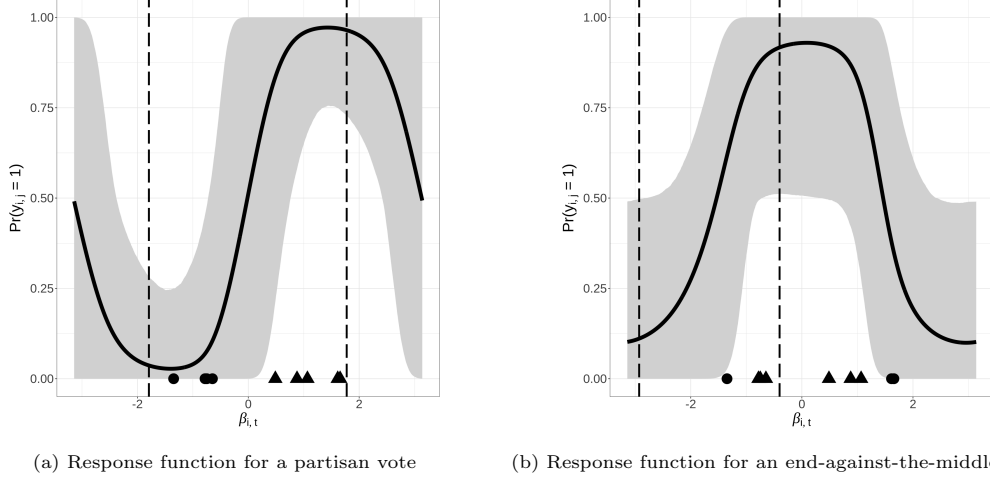 1.00
0.75
0.50
0.25
0.00
Pr(y_{i, j} = 1)
-2 0 2
β_{i, t}
(a) Response function for a partisan vote
1.00
0.75
0.50
0.25
0.00
Pr(y_{i, j} = 1)
-2 0 2
β_{i, t}
(b) Response function for an end-against-the-middle